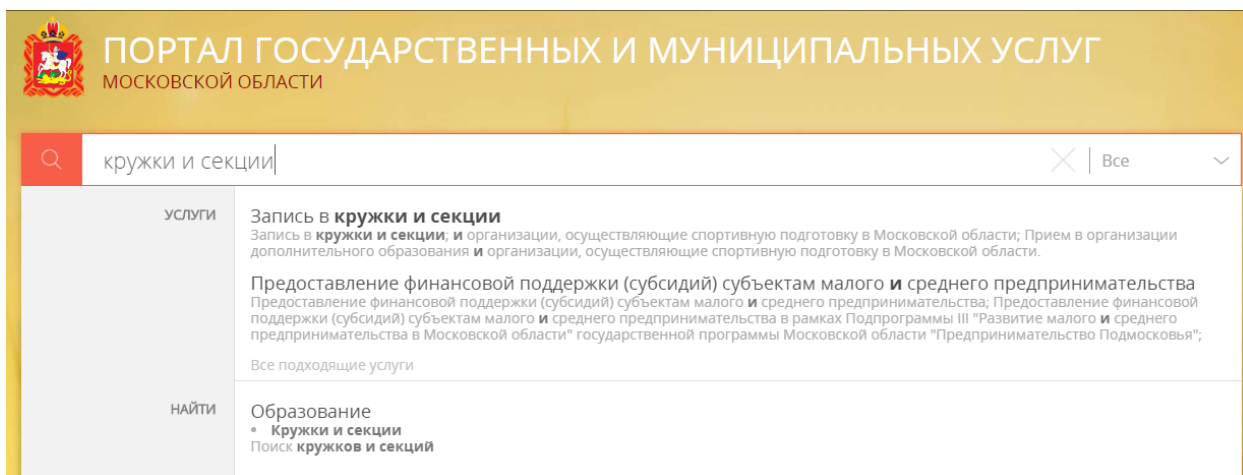 ПОРТАЛ ГОСУДАРСТВЕННЫХ И МУНИЦИПАЛЬНЫХ УСЛУГ
МОСКОВСКОЙ ОБЛАСТИ
кружки и секции
Все
УСЛУГИ
Запись в кружки и секции
Запись в кружки и секции; и организации, осуществляющие спортивную подготовку в Московской области; Прием в организации
дополнительного образования и организации, осуществляющие спортивную подготовку в Московской области.
Предоставление финансовой поддержки (субсидий) субъектам малого и среднего предпринимательства
Предоставление финансовой поддержки (субсидий) субъектам малого и среднего предпринимательства; Предоставление финансовой
поддержки (субсидий) субъектам малого и среднего предпринимательства в рамках Подпрограммы III "Развитие малого и среднего
предпринимательства в Московской области" государственной программы Московской области "Предпринимательство Подмосковья";
Все подходящие услуги
НАЙТИ
Образование
• Кружки и секции
Поиск кружков и секций